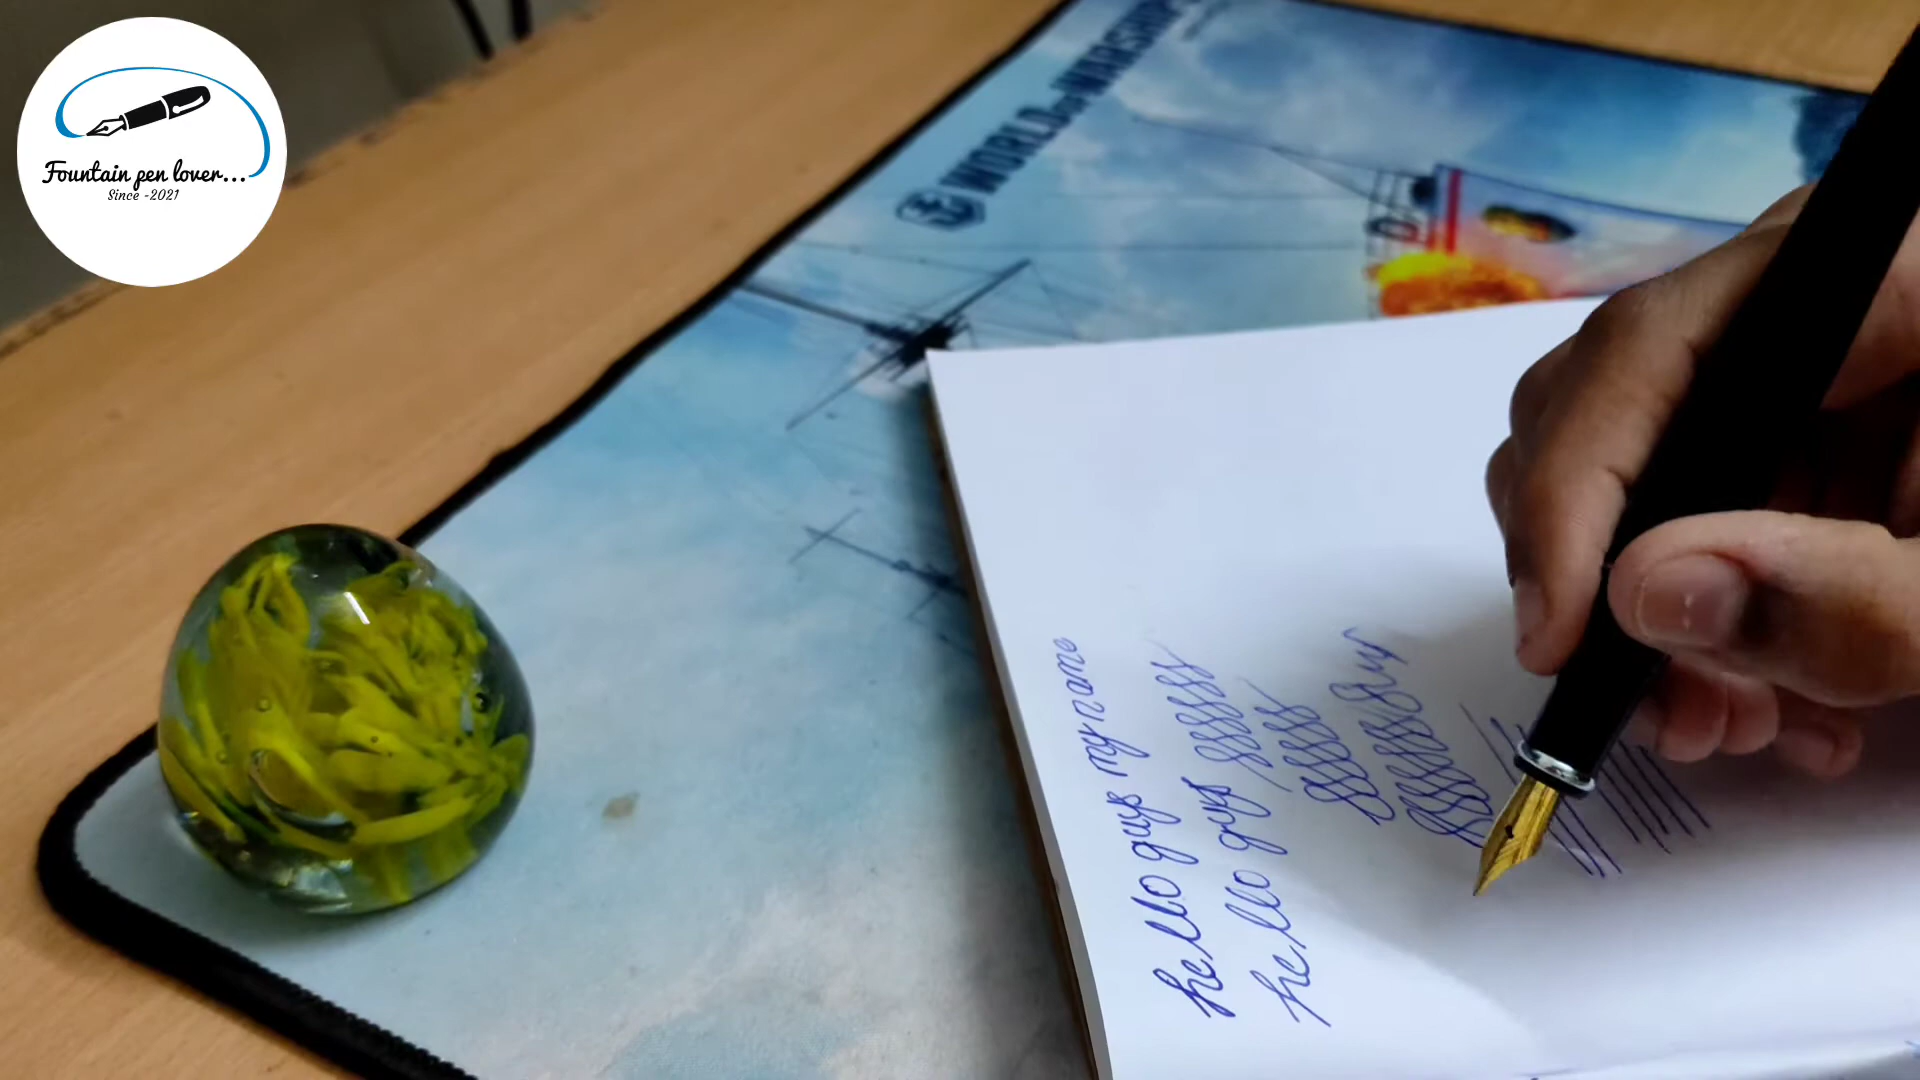 Fountain pen lover...
Since -2021
WORLD OF WARSHIPS
hello guys my name
hello guys